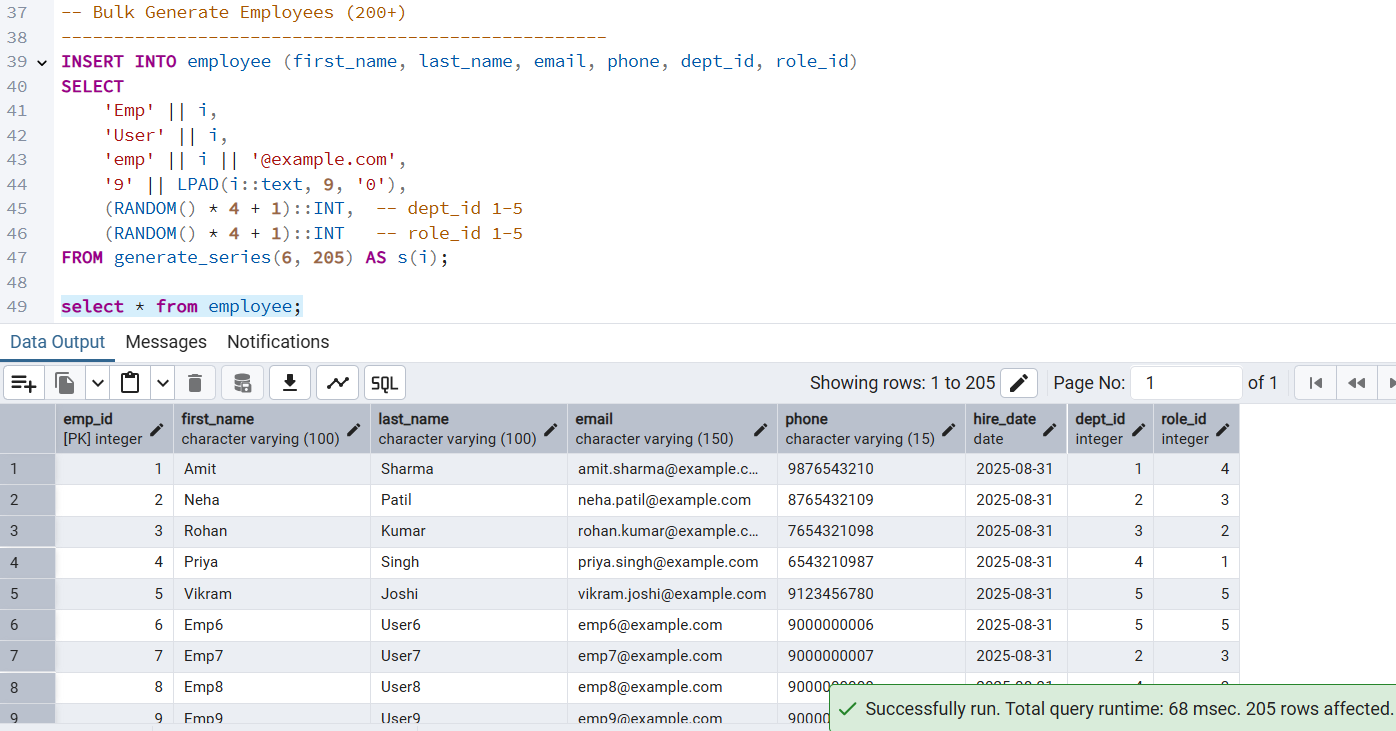 37 -- Bulk Generate Employees (200+)
38 ----------------------------------------------------
39 INSERT INTO employee (first_name, last_name, email, phone, dept_id, role_id)
40 SELECT
41 'Emp' || i,
42 'User' || i,
43 'emp' || i || '@example.com',
44 '9' || LPAD(i::text, 9, '0'),
45 (RANDOM() * 4 + 1)::INT, -- dept_id 1-5
46 (RANDOM() * 4 + 1)::INT -- role_id 1-5
47 FROM generate_series(6, 205) AS s(i);
48
49 select * from employee;
Data Output Messages Notifications
SQL Showing rows: 1 to 205 Page No: 1 of 1
emp_id first_name last_name email phone hire_date dept_id role_id
[PK] integer character varying (100) character varying (100) character varying (150) character varying (15) date integer integer
1 1 Amit Sharma amit.sharma@example.c... 9876543210 2025-08-31 1 4
2 2 Neha Patil neha.patil@example.com 8765432109 2025-08-31 2 3
3 3 Rohan Kumar rohan.kumar@example.c... 7654321098 2025-08-31 3 2
4 4 Priya Singh priya.singh@example.com 6543210987 2025-08-31 4 1
5 5 Vikram Joshi vikram.joshi@example.com 9123456780 2025-08-31 5 5
6 6 Emp6 User6 emp6@example.com 9000000006 2025-08-31 5 5
7 7 Emp7 User7 emp7@example.com 9000000007 2025-08-31 2 3
8 8 Emp8 User8 emp8@example.com
9 9 Emp9 User9 emp9@example.com
Successfully run. Total query runtime: 68 msec. 205 rows affected.